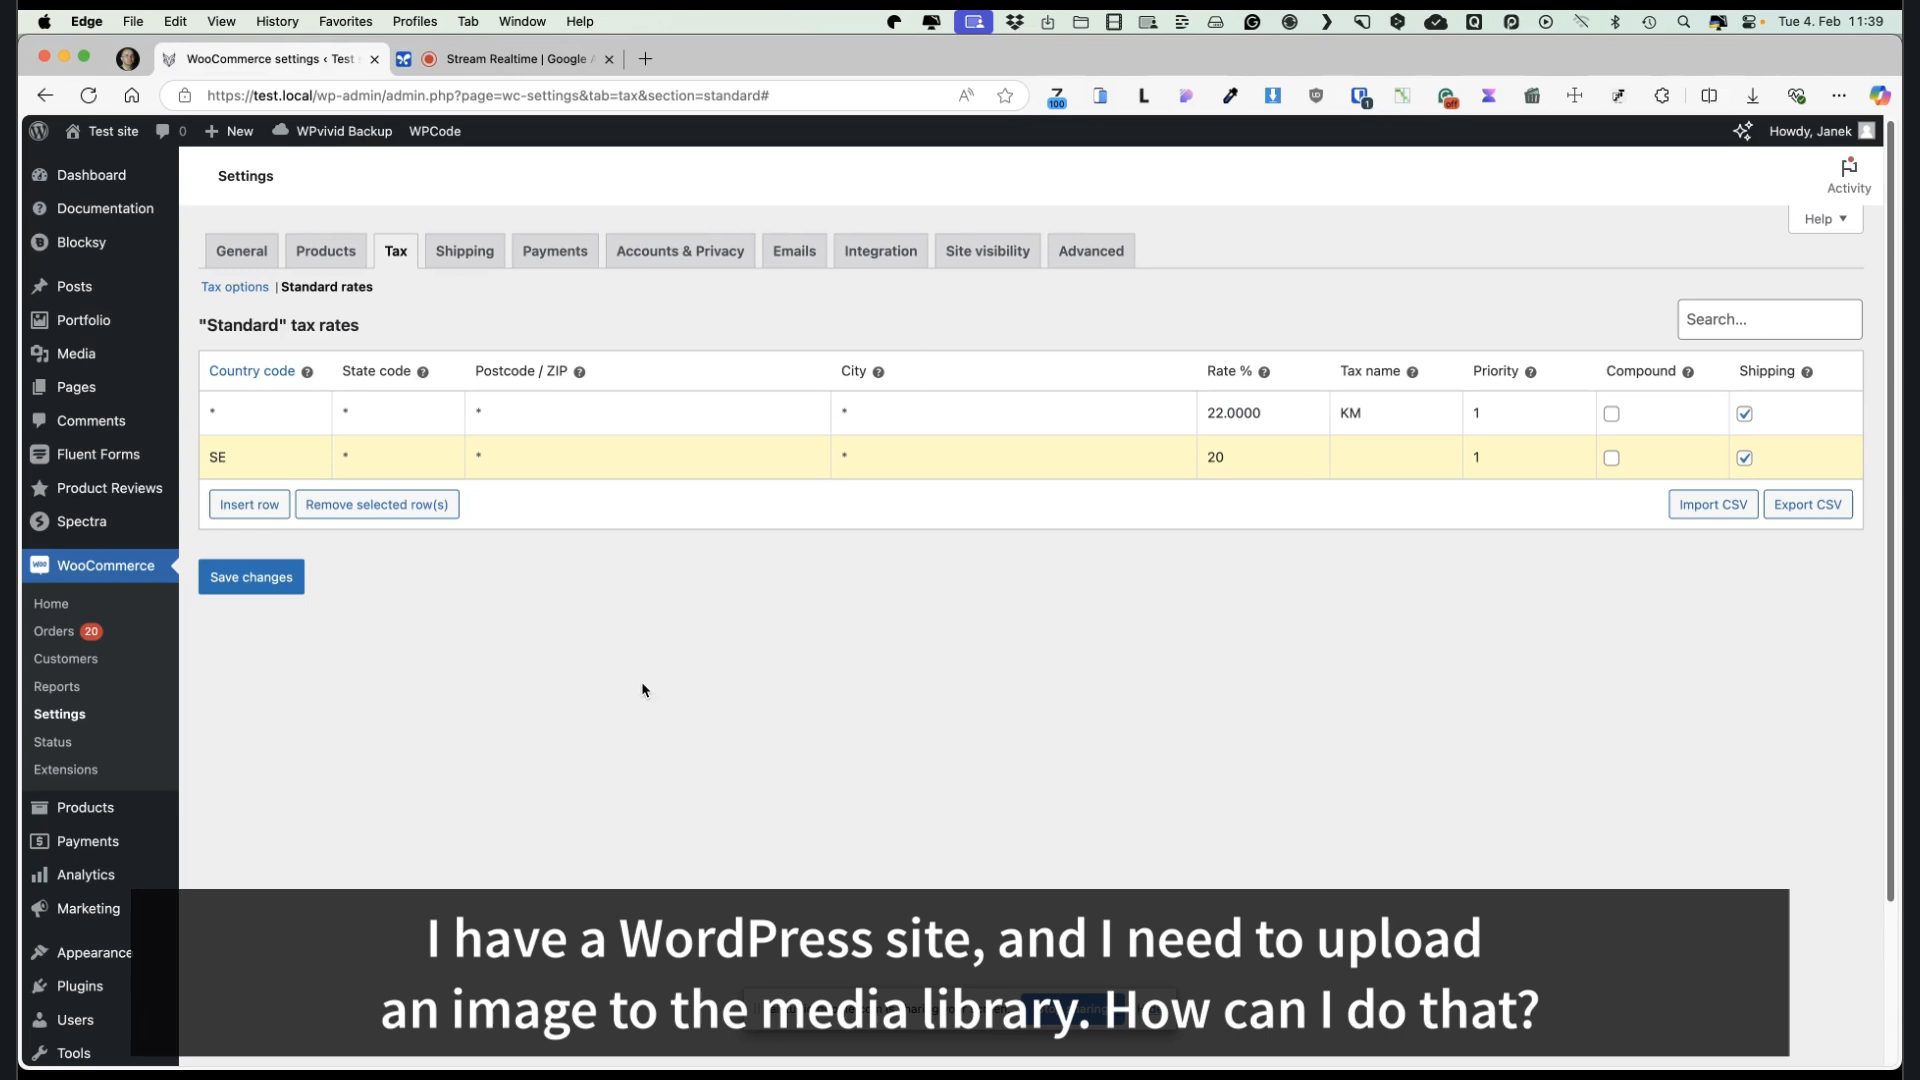 Edge File Edit View History Favorites Profiles Tab Window Help Tue 4. Feb 11:39
WooCommerce settings ‹ Test Stream Realtime | Google
https://test.local/wp-admin/admin.php?page=wc-settings&tab=tax&section=standard#
Test site 0 New WPvivid Backup WPCode Howdy, Janek
Dashboard
Documentation
Blocksy
Posts
Portfolio
Media
Pages
Comments
Fluent Forms
Product Reviews
Spectra
WooCommerce
Home
Orders 20
Customers
Reports
Settings
Status
Extensions
Products
Payments
Analytics
Marketing
Appearance
Plugins
Users
Tools
Settings
Activity
Help
General Products Tax Shipping Payments Accounts & Privacy Emails Integration Site visibility Advanced
Tax options | Standard rates
"Standard" tax rates
Search...
Country code State code Postcode / ZIP City Rate % Tax name Priority Compound Shipping
* * * * 22.0000 KM 1
SE * * * 20 1
Insert row Remove selected row(s) Import CSV Export CSV
Save changes
I have a WordPress site, and I need to upload
an image to the media library. How can I do that?